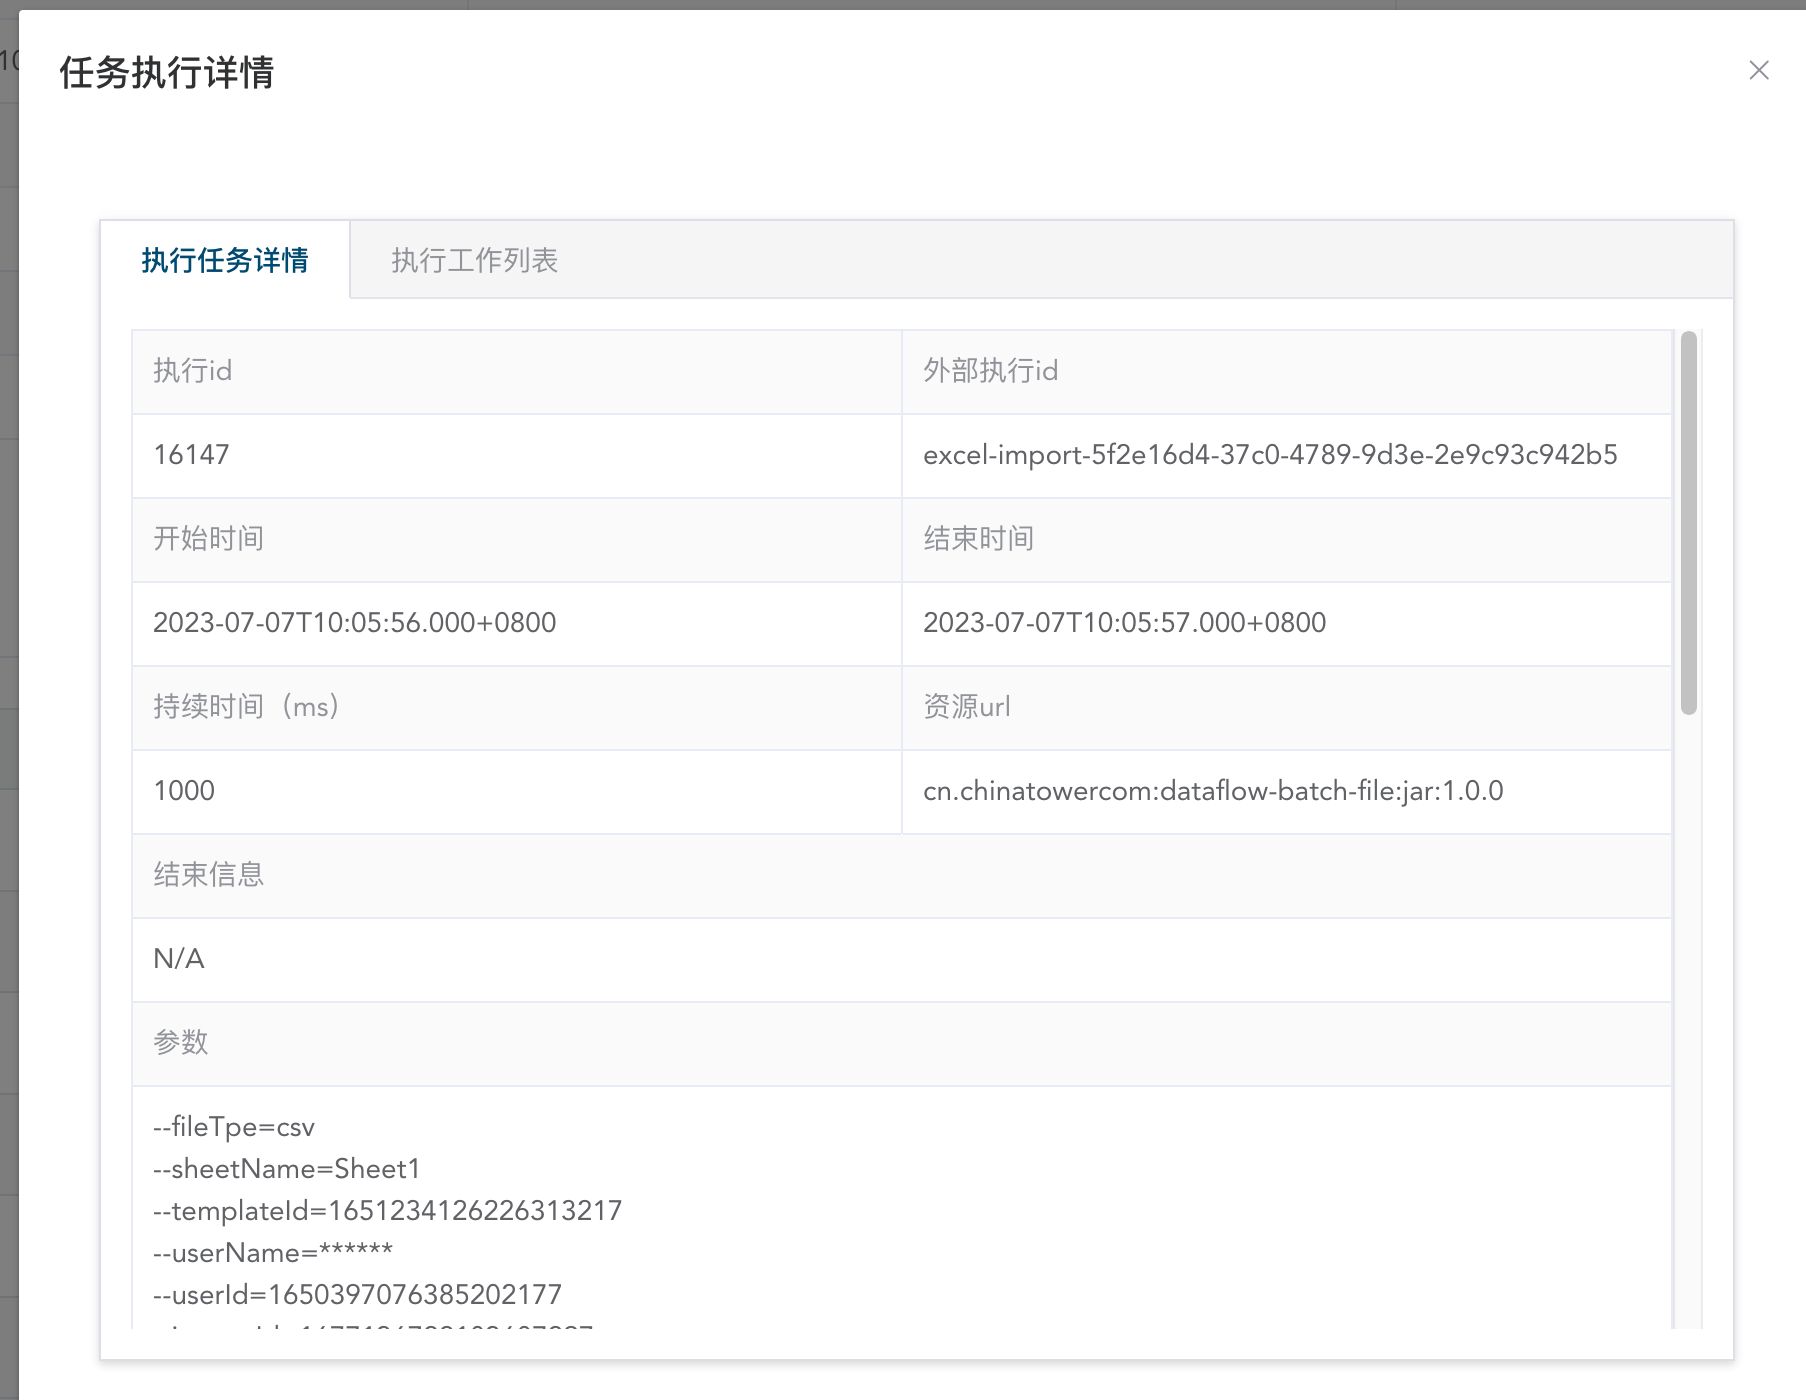 10
任务执行详情
执行任务详情
执行工作列表
执行id
外部执行id
16147
excel-import-5f2e16d4-37c0-4789-9d3e-2e9c93c942b5
开始时间
结束时间
2023-07-07T10:05:56.000+0800
2023-07-07T10:05:57.000+0800
持续时间（ms）
资源url
1000
cn.chinatowercom:dataflow-batch-file:jar:1.0.0
结束信息
N/A
参数
--fileTpe=csv
--sheetName=Sheet1
--templateId=1651234126226313217
--userName=******
--userId=1650397076385202177